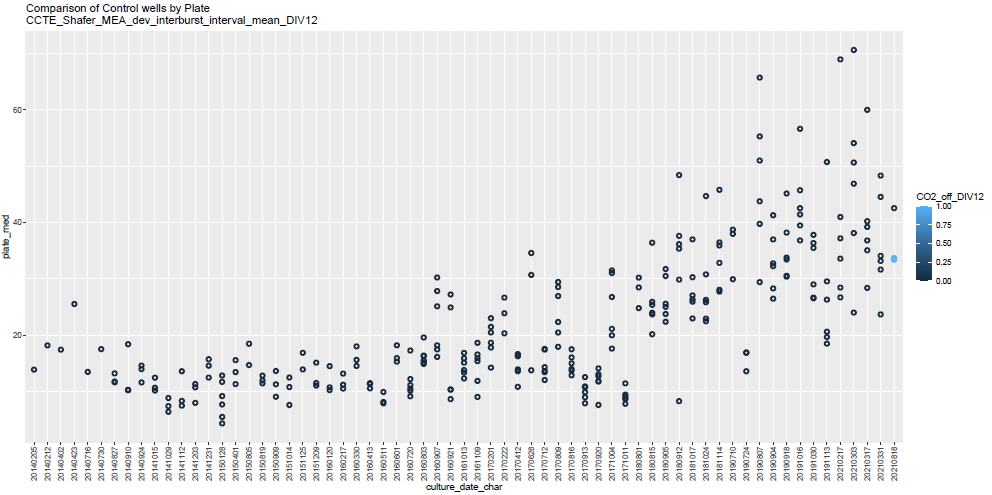 Comparison of Control wells by Plate
CCTE_Shafer_MEA_dev_interburst_interval_mean_DIV12
plate_med
60
40
20
20140205 20140212 20140402 20140423 20140716 20140730 20140827 20140910 20140924 20141015 20141029 20141112 20141203 20141231 20150128 20150401 20150805 20150819 20150909 20151014 20151125 20151209 20160120 20160217 20160330 20160413 20160511 20160601 20160720 20160803 20160907 20160921 20161013 20161109 20170201 20170222 20170412 20170628 20170712 20170809 20170816 20170913 20170920 20171004 20171011 20180801 20180815 20180912 20181017 20181024 20181114 20190710 20190724 20190807 20190904 20190918 20191016 20191030 20191113 20210217 20210303 20210317 20210331 20210818
culture_date_char
CO2_off_DIV12
1.00
0.75
0.50
0.25
0.00